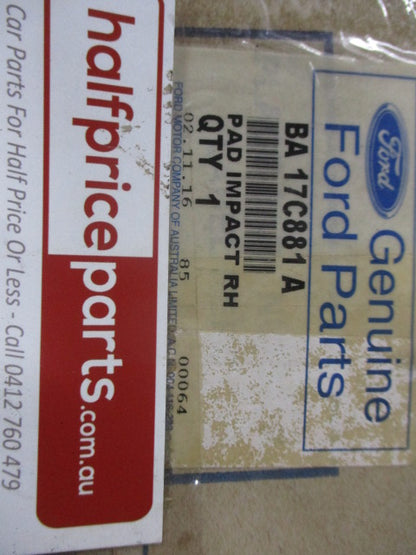 halfpriceparts.com.au
Car Parts For Half Price Or Less - Call 0412 760 479
Ford
Genuine
Ford Parts
BA 17C881 A
PAD IMPACT RH
QTY 1
02.11.16 85 00064
FORD MOTOR COMPANY OF AUSTRALIA LIMITED